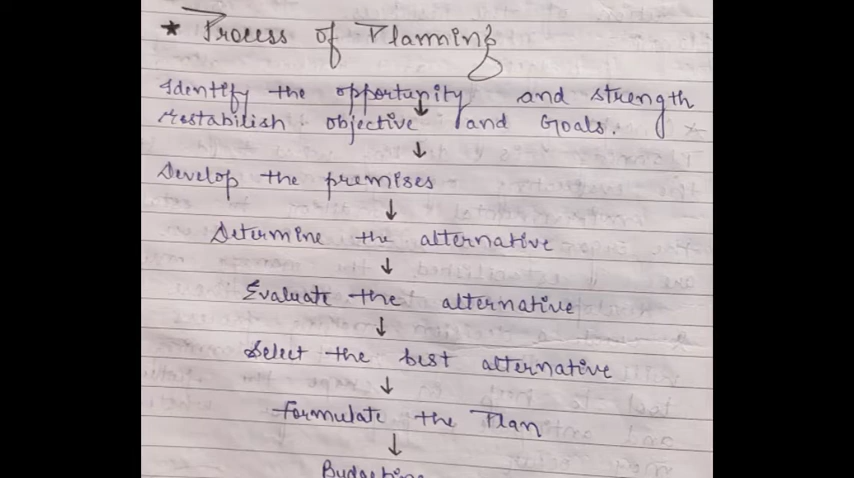 * Process of Planning
Identify the opportunity and strength
↓
establish objective and Goals.
↓
Develop the premises
↓
Determine the alternative
↓
Evaluate the alternative
↓
Select the best alternative
↓
Formulate the Plan
↓
Budgeting